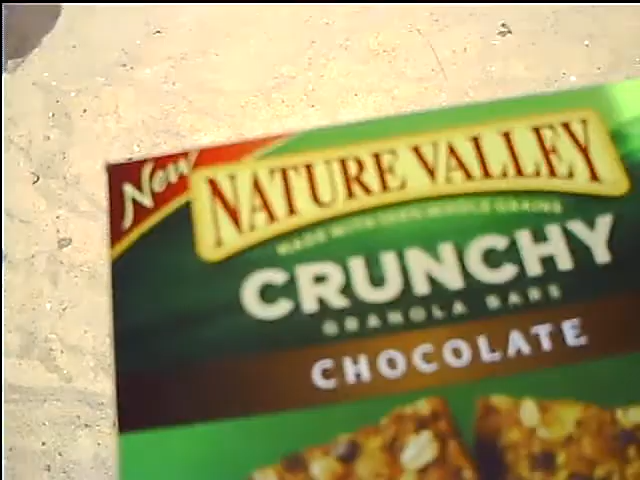 New
NATURE VALLEY
MADE WITH 100% WHOLE GRAINS
CRUNCHY
GRANOLA BARS
CHOCOLATE